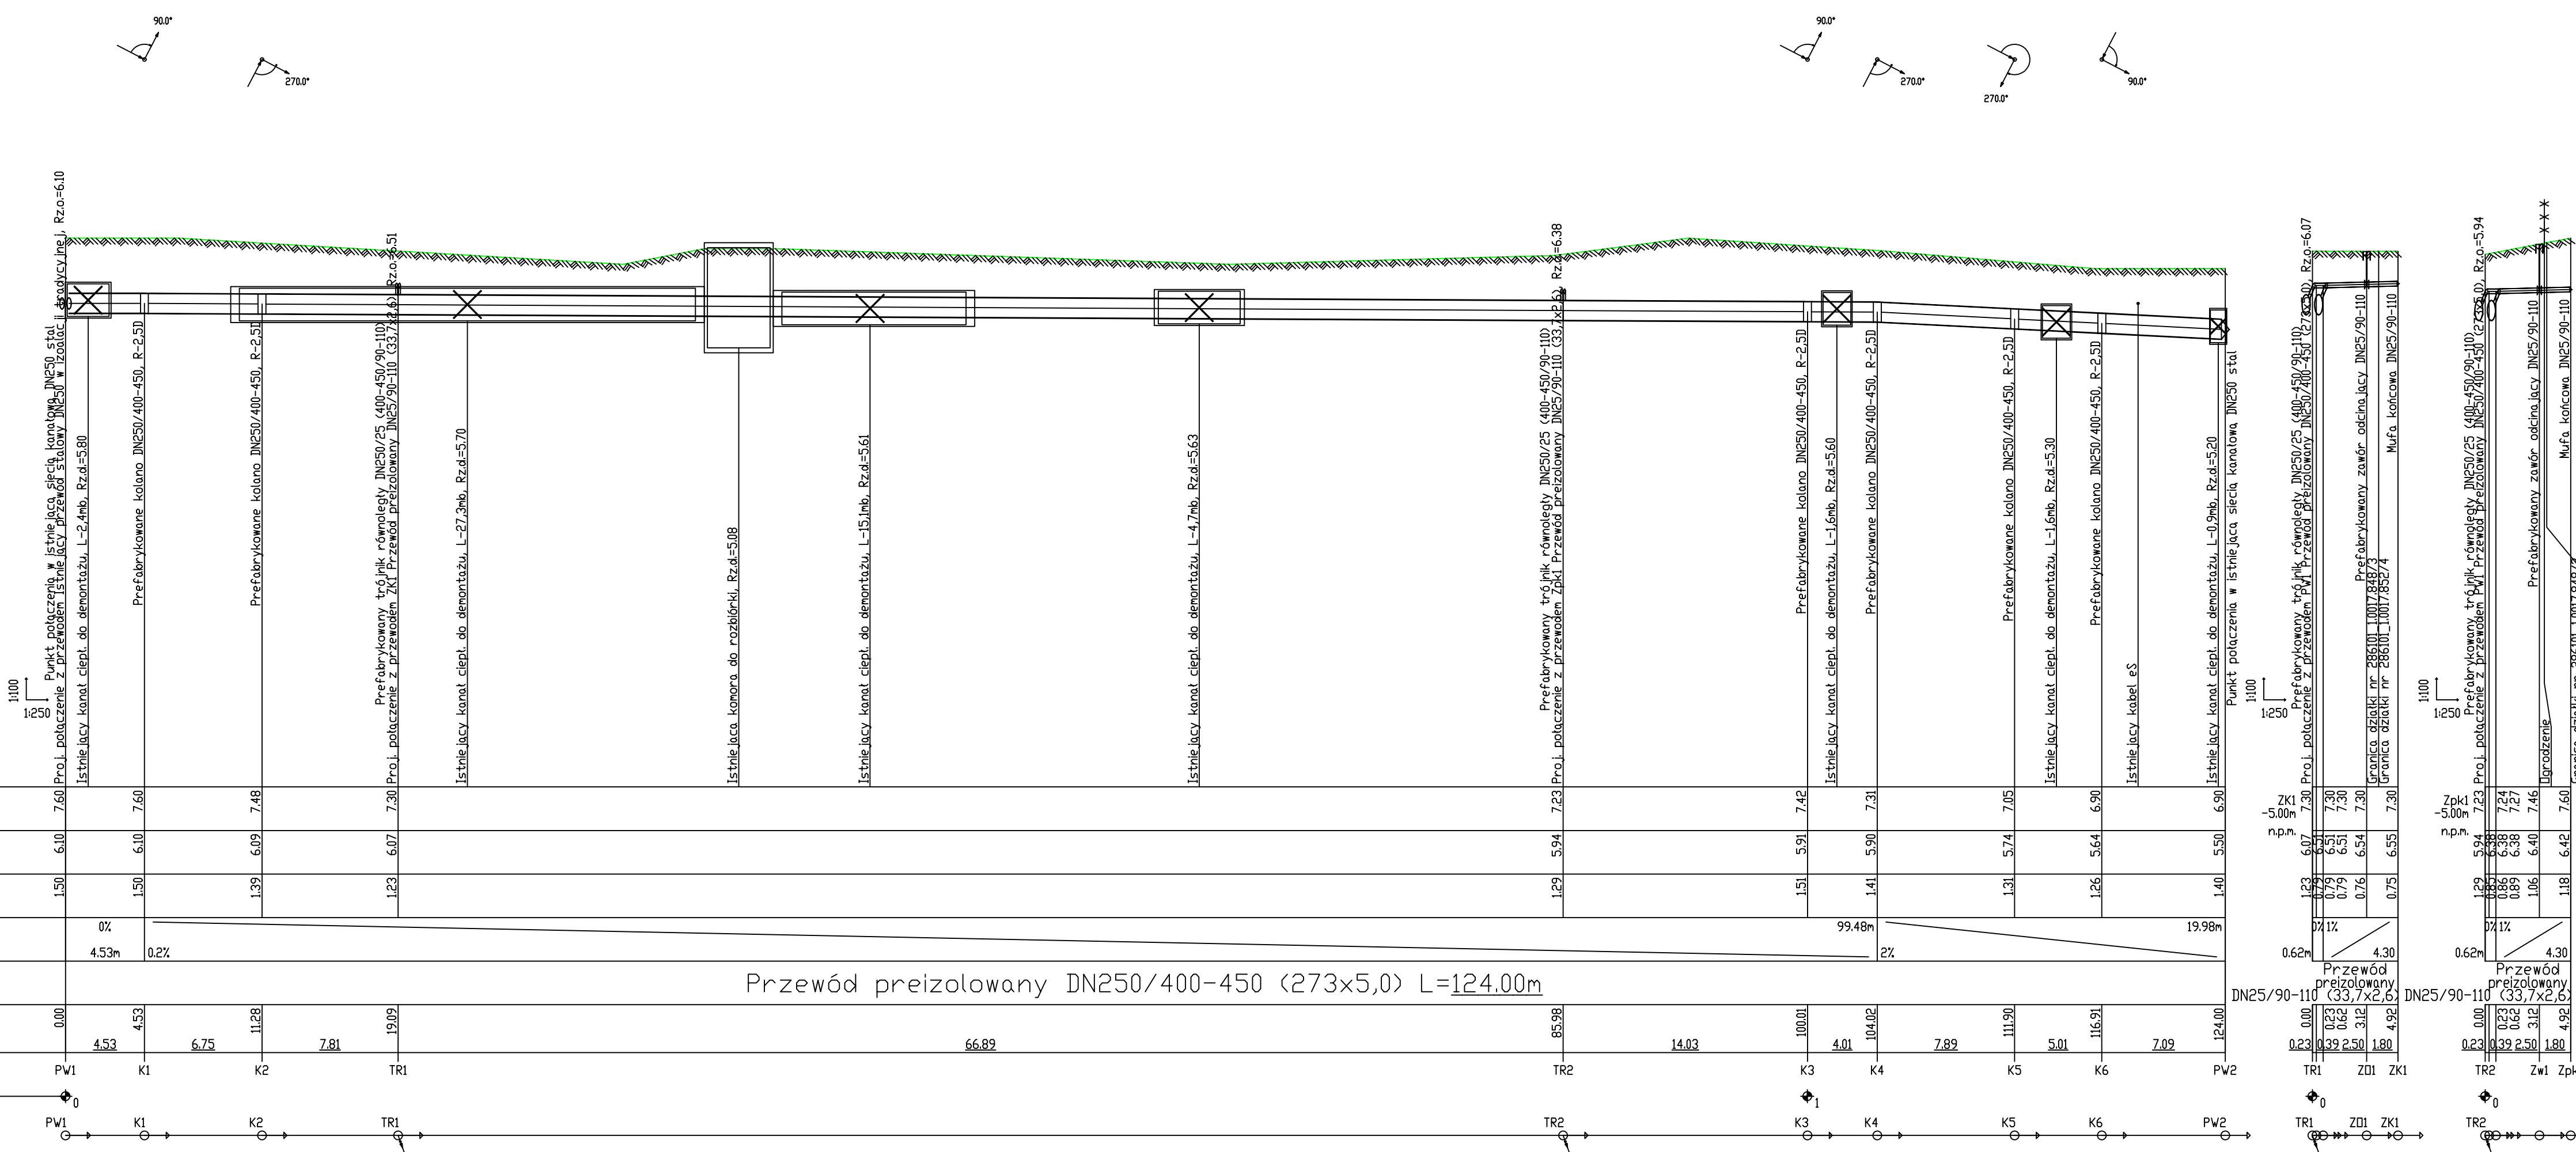 90.0°
270.0°
90.0°
270.0°
270.0°
90.0°
Punkt połączenia w istniejącą siecią kanałową DN250 stal
Proj. połączenie z przewodem Istniejący przewód stalowy DN250 w izoalacji tradycyjnej, Rz.o.=6.10
Istniejący kanał ciepł. do demontażu, L-2,4mb, Rz.d.=5.80
Prefabrykowane kolano DN250/400-450, R-2,5D
Prefabrykowane kolano DN250/400-450, R-2,5D
Prefabrykowany trójnik równoległy DN250/25 (400-450/90-110)
Proj. połączenie z przewodem ZK1 Przewód preizolowany DN25/90-110 (33,7x2,6), Rz.o.=6.51
Istniejący kanał ciepł. do demontażu, L-27,3mb, Rz.d.=5.70
Istniejąca komora do rozbiórki, Rz.d.=5.08
Istniejący kanał ciepł. do demontażu, L-15,1mb, Rz.d.=5.61
Istniejący kanał ciepł. do demontażu, L-4,7mb, Rz.d.=5.63
Prefabrykowany trójnik równoległy DN250/25 (400-450/90-110)
Proj. połączenie z przewodem Zpk1 Przewód preizolowany DN25/90-110 (33,7x2,6), Rz.o.=6.38
Prefabrykowane kolano DN250/400-450, R-2,5D
Istniejący kanał ciepł. do demontażu, L-1,6mb, Rz.d.=5.60
Prefabrykowane kolano DN250/400-450, R-2,5D
Prefabrykowane kolano DN250/400-450, R-2,5D
Istniejący kanał ciepł. do demontażu, L-1,6mb, Rz.d.=5.30
Prefabrykowane kolano DN250/400-450, R-2,5D
Istniejący kabel eS
Istniejący kanał ciepł. do demontażu, L-0,9mb, Rz.d.=5.20
Punkt połączenia w istniejącą siecią kanałową DN250 stal
Prefabrykowany trójnik równoległy DN250/25 (400-450/90-110)
Proj. połączenie z przewodem PW1 Przewód preizolowany DN250/400-450 (273x5,0), Rz.o.=6.07
Prefabrykowany zawór odcinający DN25/90-110
Granica działki nr 286101_1.0017.848/3
Granica działki nr 286101_1.0017.852/4
Mufa końcowa DN25/90-110
Prefabrykowany trójnik równoległy DN250/25 (400-450/90-110)
Proj. połączenie z przewodem PW1 Przewód preizolowany DN250/400-450 (273x5,0), Rz.o.=5.94
Prefabrykowany zawór odcinający DN25/90-110
Ogrodzenie
Mufa końcowa DN25/90-110
1:100
1:250
1:100
1:250
1:100
1:250
7.60 7.60 7.48 7.30 7.23 7.42 7.31 7.05 6.90 6.90
ZK1
-5.00m
n.p.m.
7.30 7.30 7.30 7.30 7.30
Zpk1
-5.00m
n.p.m.
7.23 7.24 7.27 7.46 7.60
6.10 6.10 6.09 6.07 5.94 5.91 5.90 5.74 5.64 5.50
6.07 6.51 6.51 6.51 6.54 6.55
5.94 6.38 6.38 6.38 6.40 6.42
1.50 1.50 1.39 1.23 1.29 1.51 1.41 1.31 1.26 1.40
1.23 0.79 0.79 0.79 0.76 0.75
1.29 0.85 0.86 0.89 1.06 1.18
0% 99.48m 19.98m 0% 1% 0% 1%
4.53m 0.2% 2% 0.62m 4.30 0.62m 4.30
Przewód preizolowany DN250/400-450 (273x5,0) L=124.00m
Przewód
preizolowany
DN25/90-110 (33,7x2,6)
Przewód
preizolowany
DN25/90-110 (33,7x2,6)
0.00 4.53 11.28 19.09 85.98 100.01 104.02 111.90 116.91 124.00
0.00 0.23 0.62 3.12 4.92
0.00 0.23 0.62 3.12 4.92
4.53 6.75 7.81 66.89 14.03 4.01 7.89 5.01 7.09
0.23 0.39 2.50 1.80
0.23 0.39 2.50 1.80
PW1 K1 K2 TR1 TR2 K3 K4 K5 K6 PW2 TR1 ZO1 ZK1 TR2 Zw1
0 1 0 0
PW1 K1 K2 TR1 TR2 K3 K4 K5 K6 PW2 TR1 ZO1 ZK1 TR2